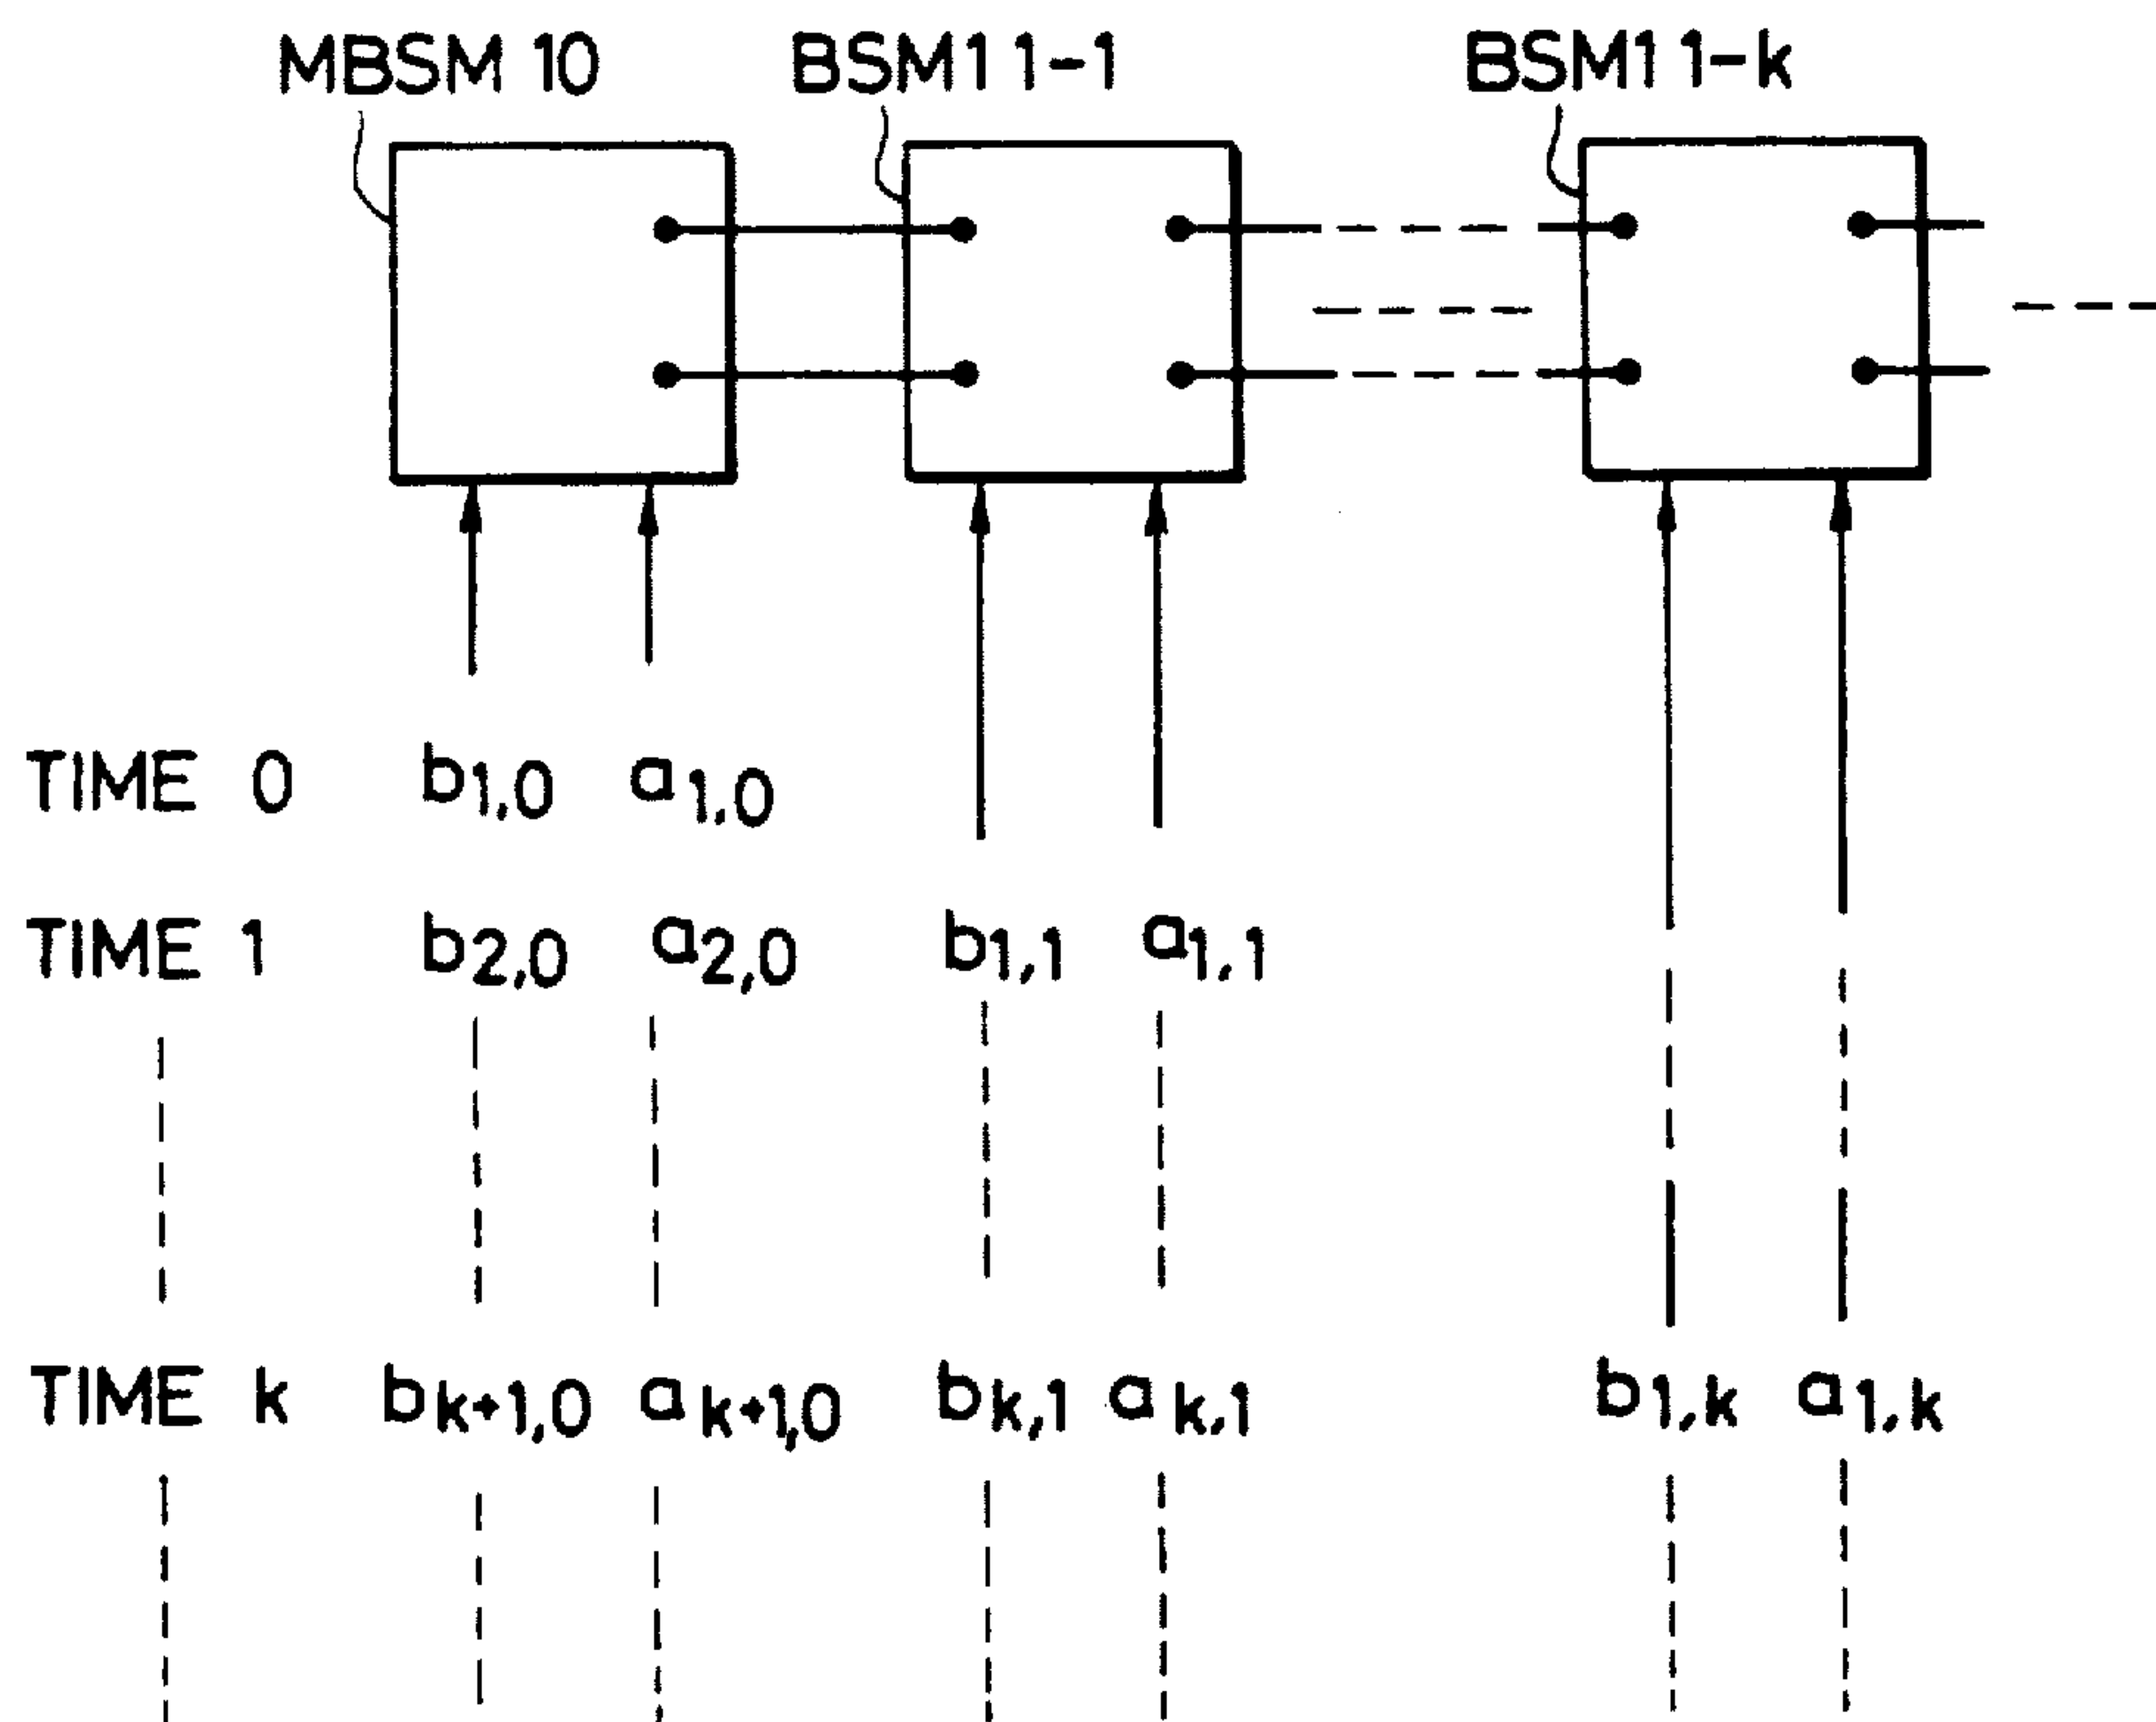 MBSM 10 BSM11-1 BSM11-k
TIME 0 b1,0 a1,0
TIME 1 b2,0 a2,0 b1,1 a1,1
TIME k bk+1,0 ak+1,0 bk,1 ak,1 b1,k a1,k